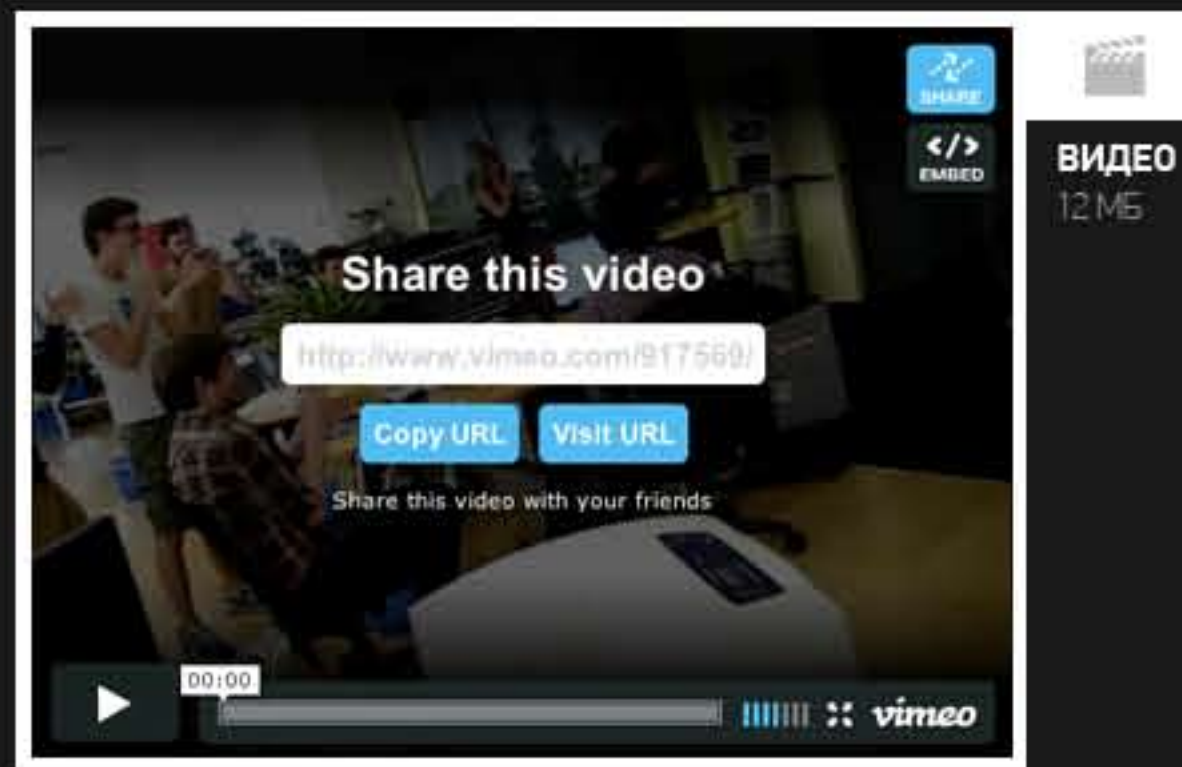 SHARE
</>
EMBED
Share this video
http://www.vimeo.com/917569/
Copy URL
Visit URL
Share this video with your friends
00:00
vimeo
ВИДЕО
12 МБ